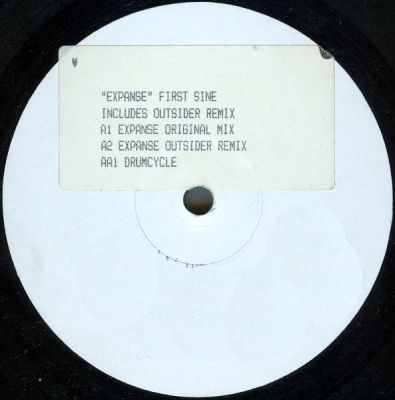 "EXPANSE" FIRST SINE
INCLUDES OUTSIDER REMIX
A1 EXPANSE ORIGINAL MIX
A2 EXPANSE OUTSIDER REMIX
AA1 DRUMCYCLE